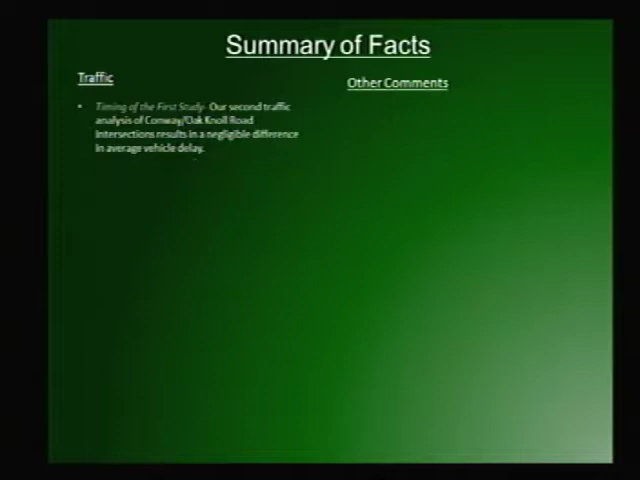 Summary of Facts
Traffic
Other Comments
• Timing of the First Study- Our second traffic
analysis of Conway/Oak Knoll Road
Intersections results in a negligible difference
in average vehicle delay.